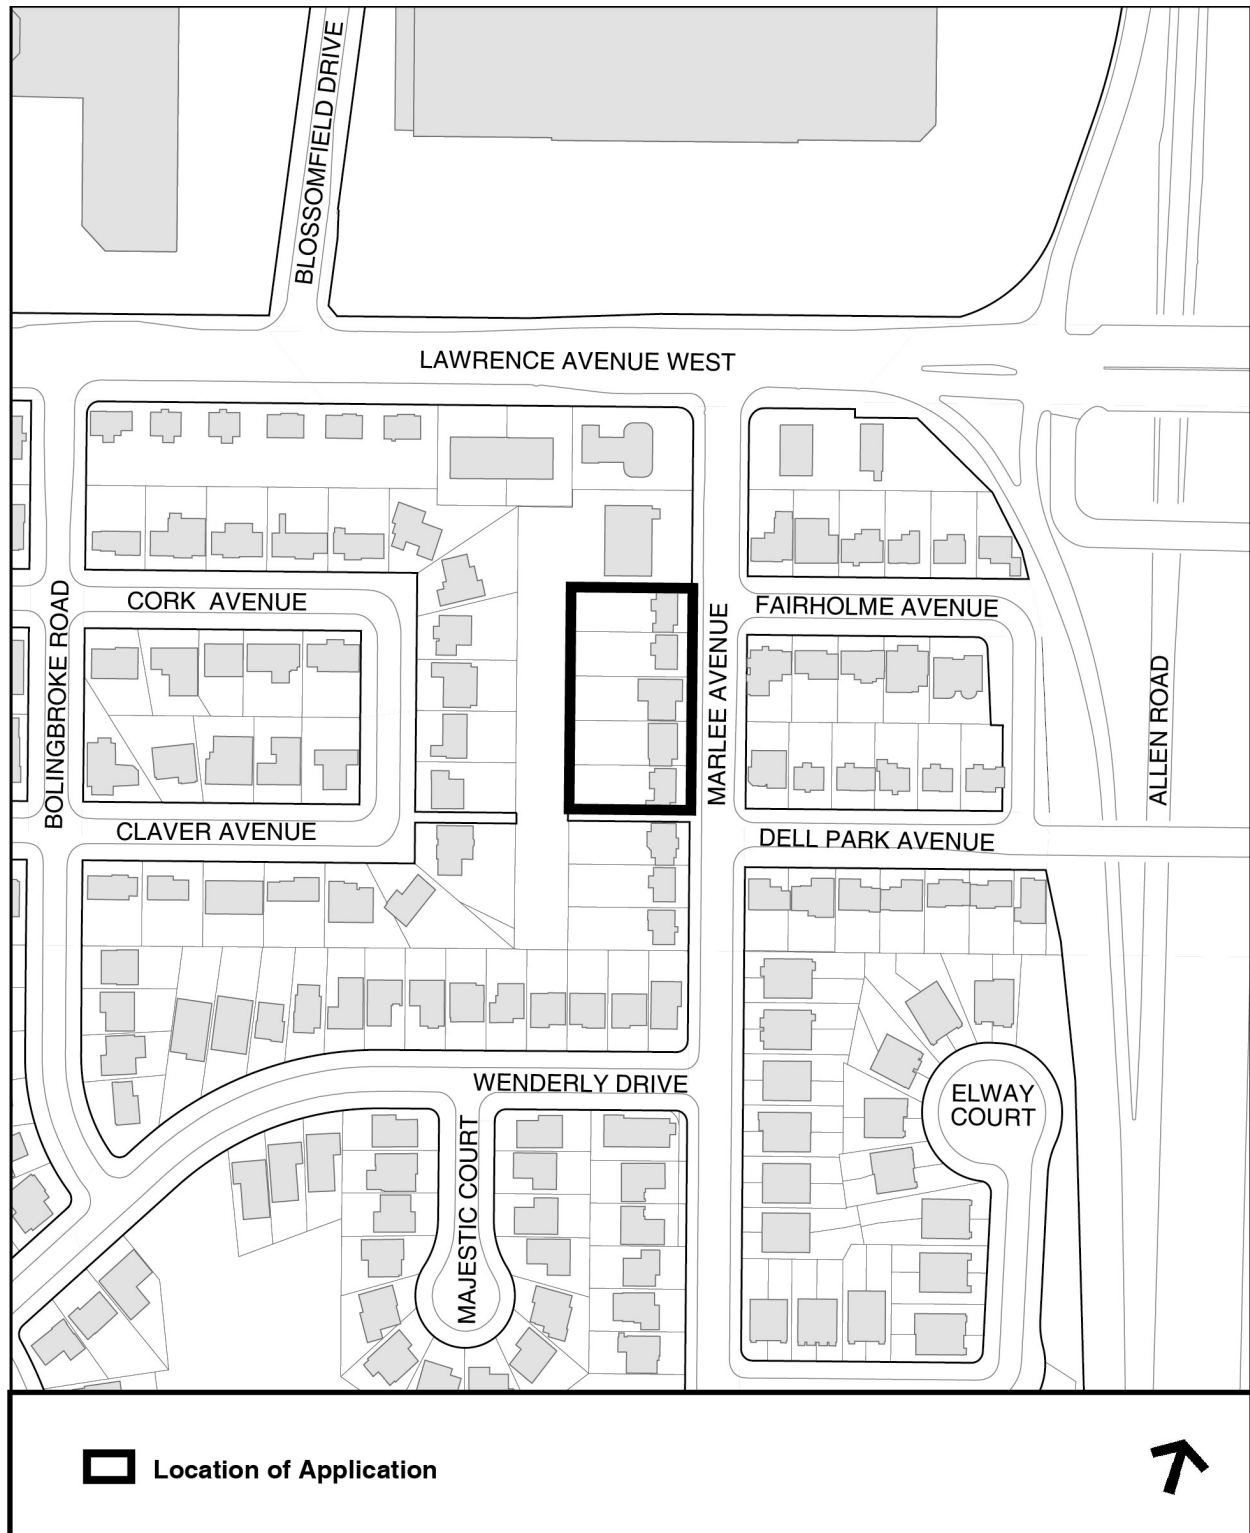 BLOSSOMFIELD DRIVE
LAWRENCE AVENUE WEST
CORK AVENUE
FAIRHOLME AVENUE
BOLINGBROKE ROAD
MARLEE AVENUE
ALLEN ROAD
CLAVER AVENUE
DELL PARK AVENUE
WENDERLY DRIVE
ELWAY
COURT
MAJESTIC COURT
Location of Application